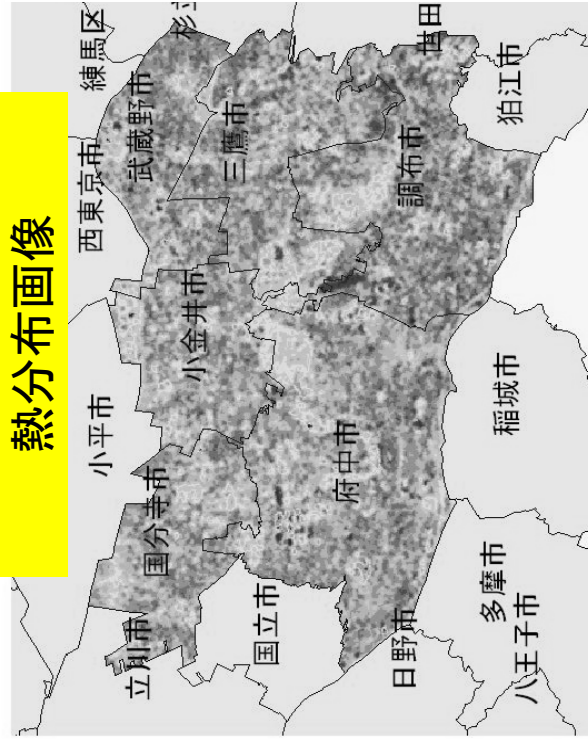 熱分布画像
練馬区
杉
西東京市
武蔵野市
三鷹市
調布市
狛江市
小平市
小金井市
国分寺市
府中市
稲城市
立川市
国立市
日野市
多摩市
八王子市